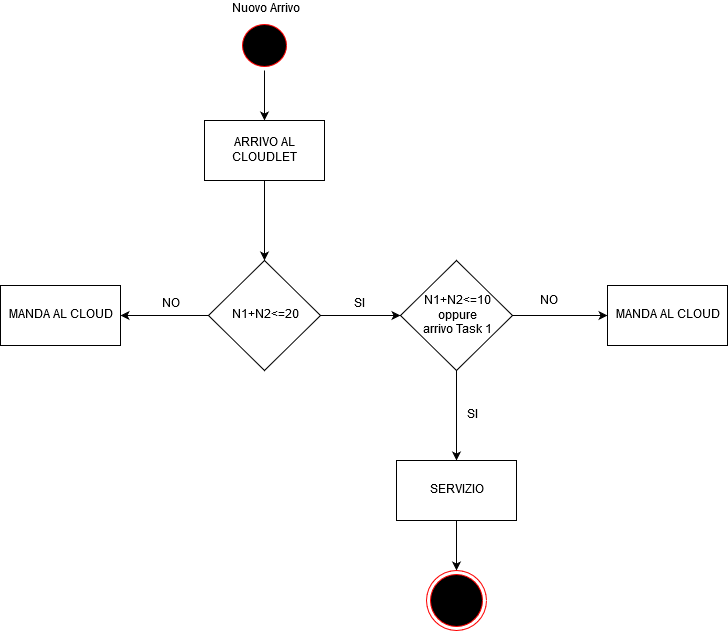 Nuovo Arrivo
ARRIVO AL
CLOUDLET
MANDA AL CLOUD
NO
N1+N2<=20
SI
N1+N2<=10
oppure
arrivo Task 1
NO
MANDA AL CLOUD
SI
SERVIZIO